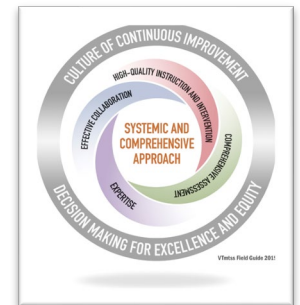 CULTURE OF CONTINUOUS IMPROVEMENT
HIGH-QUALITY INSTRUCTION AND INTERVENTION
EFFECTIVE COLLABORATION
SYSTEMIC AND
COMPREHENSIVE
APPROACH
COMPREHENSIVE ASSESSMENT
EXPERTISE
DECISION MAKING FOR EXCELLENCE AND EQUITY
VTmtss Field Guide